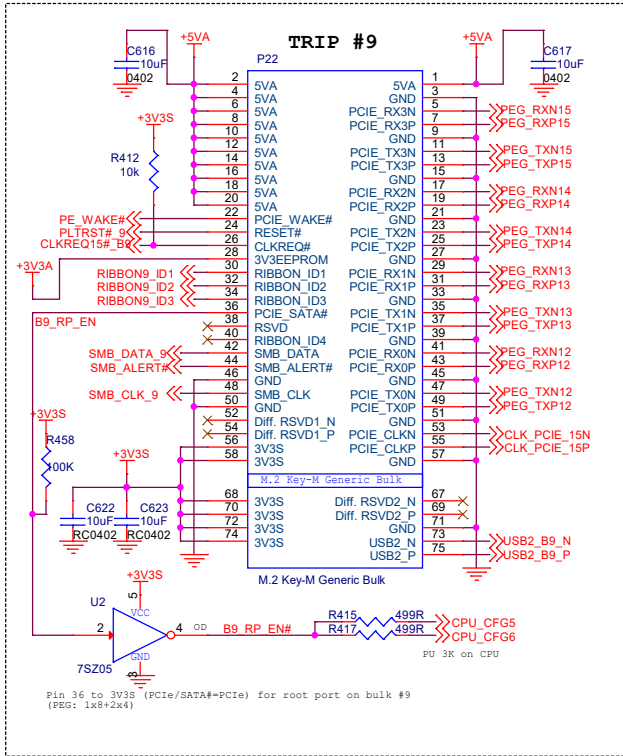 TRIP #9
+5VA
C616
10uF
0402
P22
+5VA
C617
10uF
0402
2 5VA 5VA 1
4 5VA GND 3
6 5VA PCIE_RX3N 5 PEG_RXN15
8 5VA PCIE_RX3P 7 PEG_RXP15
10 5VA GND 9
12 5VA PCIE_TX3N 11 PEG_TXN15
14 5VA PCIE_TX3P 13 PEG_TXP15
16 5VA GND 15
18 5VA PCIE_RX2N 17 PEG_RXN14
20 5VA PCIE_RX2P 19 PEG_RXP14
PE_WAKE# 22 PCIE_WAKE# GND 21
PLTRST#_9 24 RESET# PCIE_TX2N 23 PEG_TXN14
CLKREQ15#_B9 26 CLKREQ# PCIE_TX2P 25 PEG_TXP14
28 3V3EEPROM GND 27
RIBBON9_ID1 30 RIBBON_ID1 PCIE_RX1N 29 PEG_RXN13
RIBBON9_ID2 32 RIBBON_ID2 PCIE_RX1P 31 PEG_RXP13
RIBBON9_ID3 34 RIBBON_ID3 GND 33
36 PCIE_SATA# PCIE_TX1N 35 PEG_TXN13
38 RSVD PCIE_TX1P 37 PEG_TXP13
40 RIBBON_ID4 GND 39
SMB_DATA_9 42 SMB_DATA PCIE_RX0N 41 PEG_RXN12
SMB_ALERT# 44 SMB_ALERT# PCIE_RX0P 43 PEG_RXP12
46 GND GND 45
SMB_CLK_9 48 SMB_CLK PCIE_TX0N 47 PEG_TXN12
50 GND PCIE_TX0P 49 PEG_TXP12
52 Diff. RSVD1_N GND 51
54 Diff. RSVD1_P PCIE_CLKN 53 CLK_PCIE_15N
56 3V3S PCIE_CLKP 55 CLK_PCIE_15P
58 3V3S GND 57
M.2 Key-M Generic Bulk
68 3V3S Diff. RSVD2_N 67
70 3V3S Diff. RSVD2_P 69
72 3V3S GND 71
74 3V3S USB2_N 73 USB2_B9_N
USB2_P 75 USB2_B9_P
M.2 Key-M Generic Bulk
+3V3S
R412
10k
+3V3A
B9_RP_EN
+3V3S
R458
100K
+3V3S
C622
10uF
RC0402
C623
10uF
RC0402
+3V3S
U2
5
VCC
2
4
OD
GND
3
7SZ05
B9_RP_EN#
R415 499R CPU_CFG5
R417 499R CPU_CFG6
PU 3K on CPU
Pin 36 to 3V3S (PCIe/SATA#=PCIe) for root port on bulk #9
(PEG: 1x8+2x4)